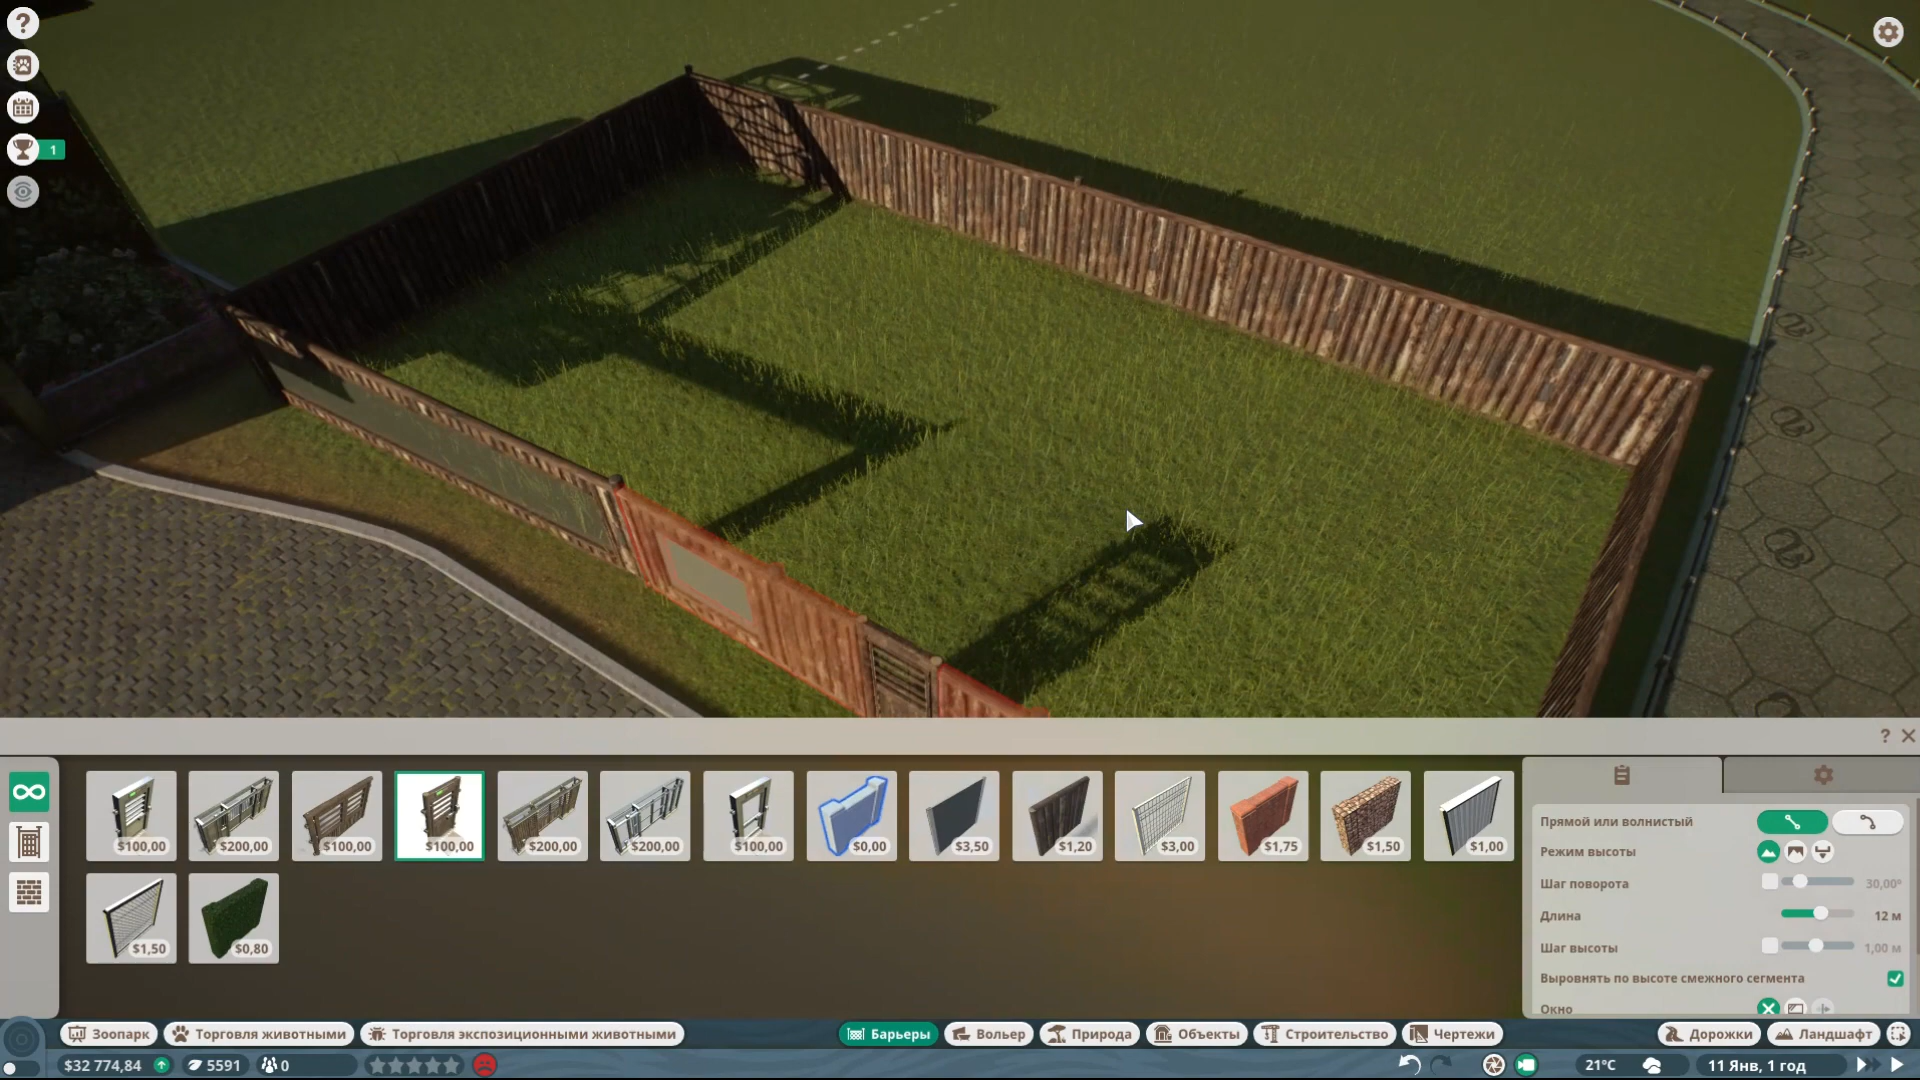 1
$100,00
$200,00
$100,00
$100,00
$200,00
$200,00
$100,00
$0,00
$3,50
$1,20
$3,00
$1,75
$1,50
$1,00
$1,50
$0,80
Прямой или волнистый
Режим высоты
Шаг поворота 30,00°
Длина 12 м
Шаг высоты 1,00 м
Выровнять по высоте смежного сегмента
Окно
Зоопарк Торговля животными Торговля экспозиционными животными Барьеры Вольер Природа Объекты Строительство Чертежи Дорожки Ландшафт
$32 774,84 5591 0 21°C 11 Янв, 1 год